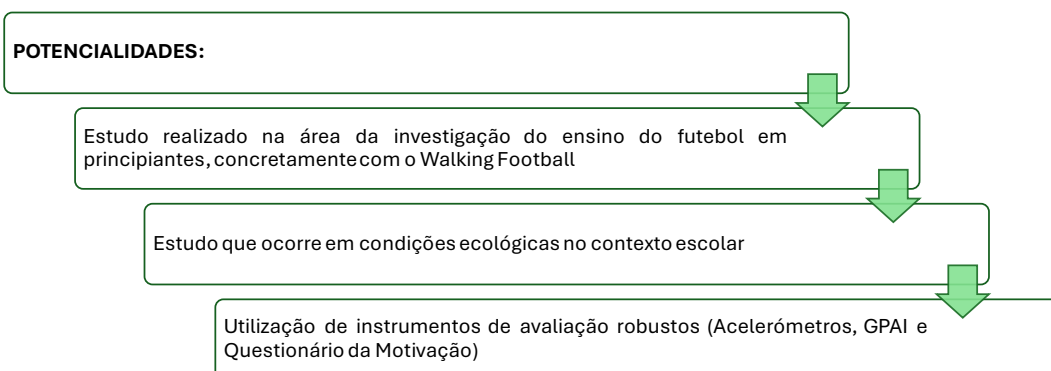 POTENCIALIDADES:
Estudo realizado na área da investigação do ensino do futebol em
principiantes, concretamente com o Walking Football
Estudo que ocorre em condições ecológicas no contexto escolar
Utilização de instrumentos de avaliação robustos (Acelerómetros, GPAI e
Questionário da Motivação)